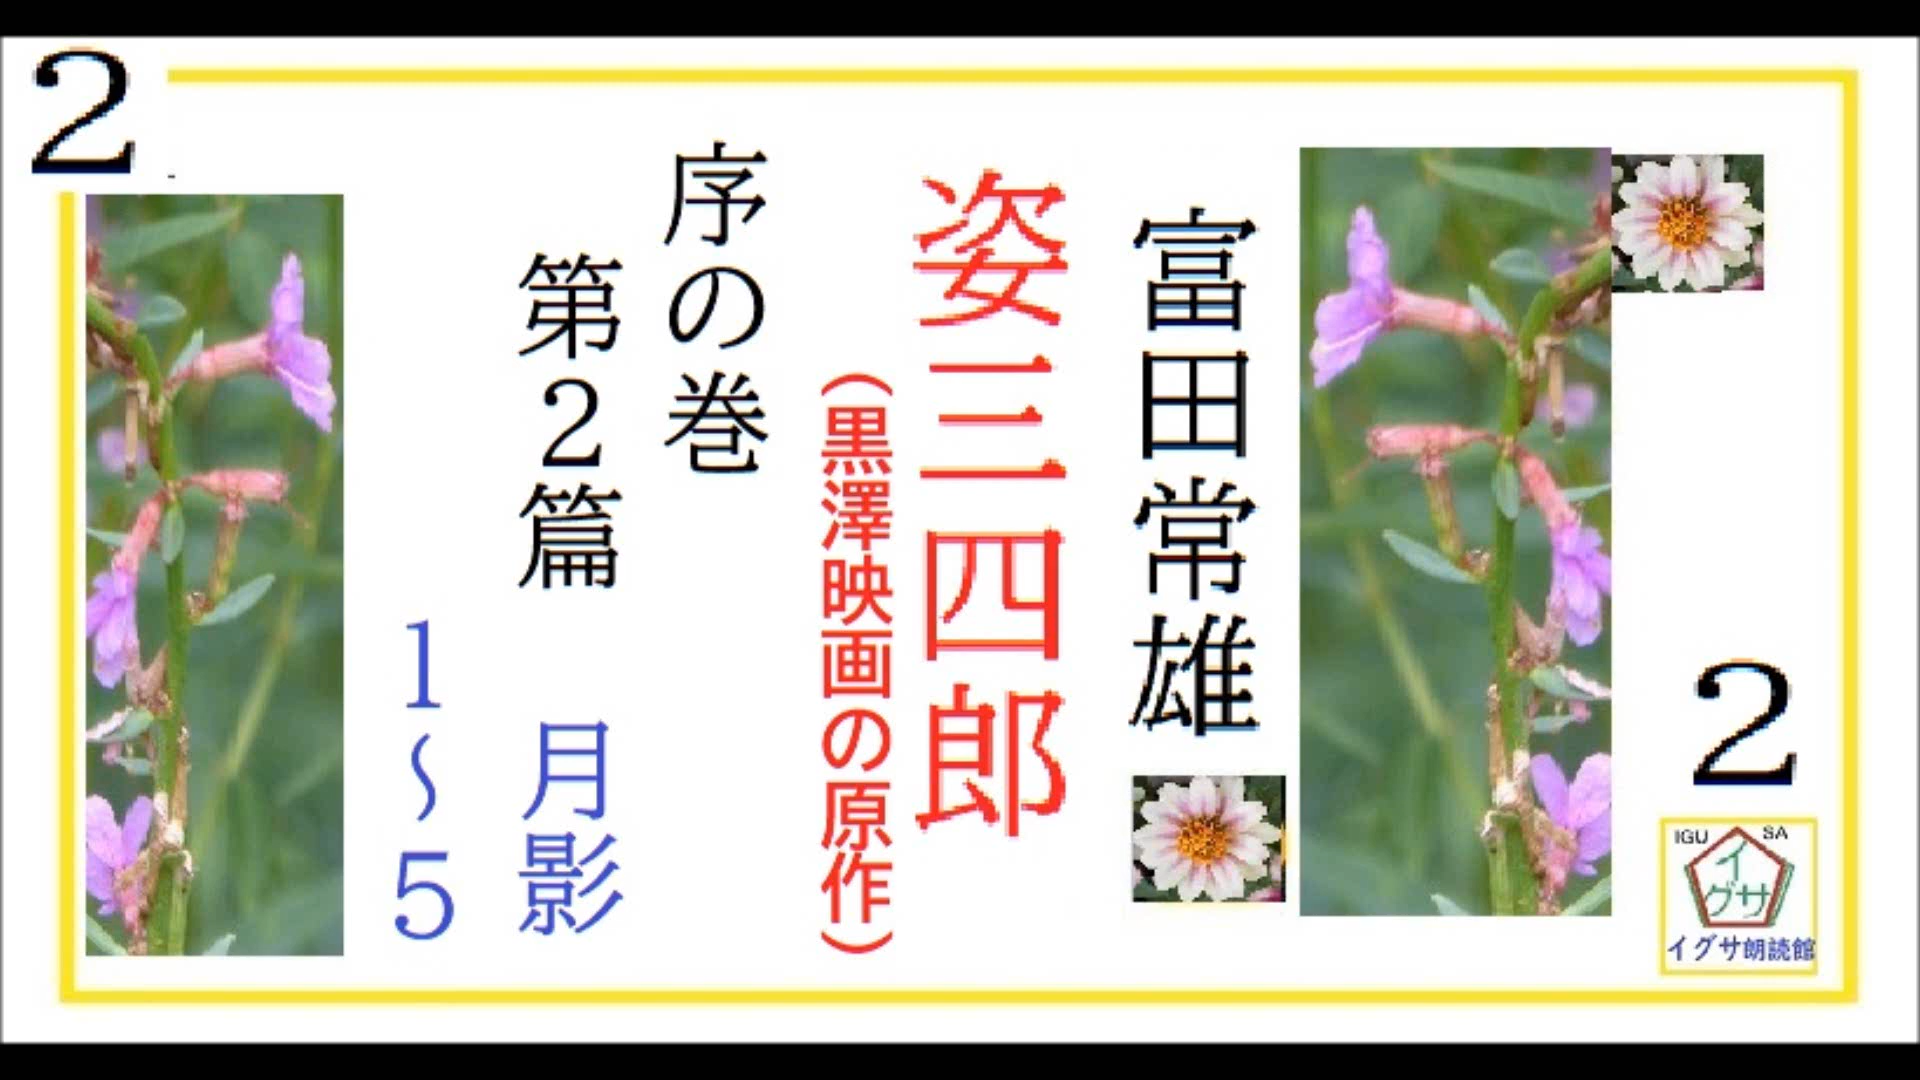 2
富田常雄
姿三四郎
(黒澤映画の原作)
序の巻
第2篇 月影
1～5
2
IGU SA
イグサ
イグサ朗読館